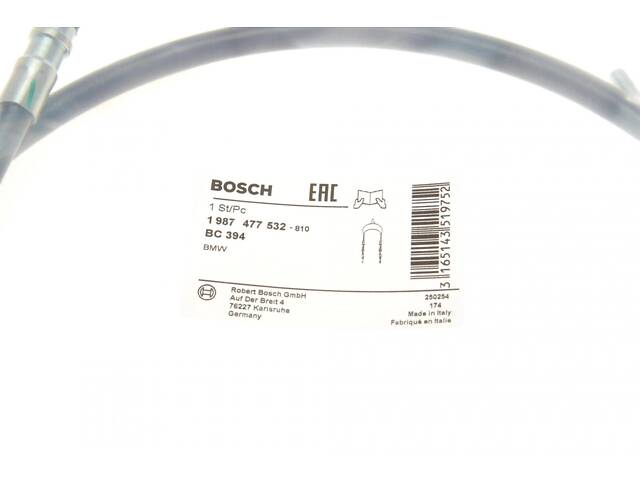 BOSCH EAC
1 St/Pc
1 987 477 532 - 810
BC 394
BMW
3 165143 519752
Robert Bosch GmbH
Auf Der Breit 4
76227 Karlsruhe
Germany
250254
174
Made in Italy
Fabriqué en Italie